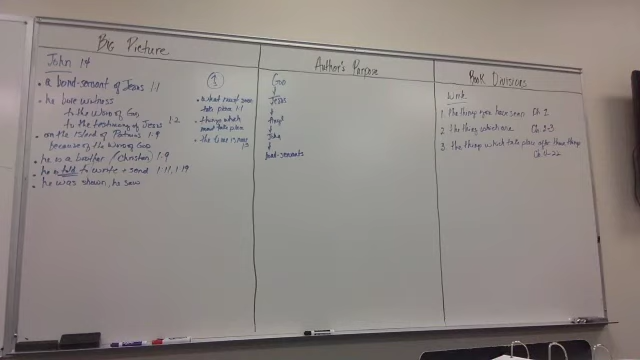 BIG PICTURE
John 14
• a bond-servant of Jesus 1:1
• he bore witness
to the Word of God
to the testimony of Jesus 1:2
• on the island of Patmos 1:9
because of the Word of God
• he is a brother (Christian) 1:9
• he is told to write + send 1:11, 1:19
• he was shown, he saw
• what must soon
take place 1:1
• things which
must take place
• the time is near
1:3
Author's Purpose
God
Jesus
Angel
John
bond-servants
Book Divisions
Write
1. The things you have seen Ch. 1
2. The things which are Ch. 2-3
3. The things which take place after these things
Ch. 4-22